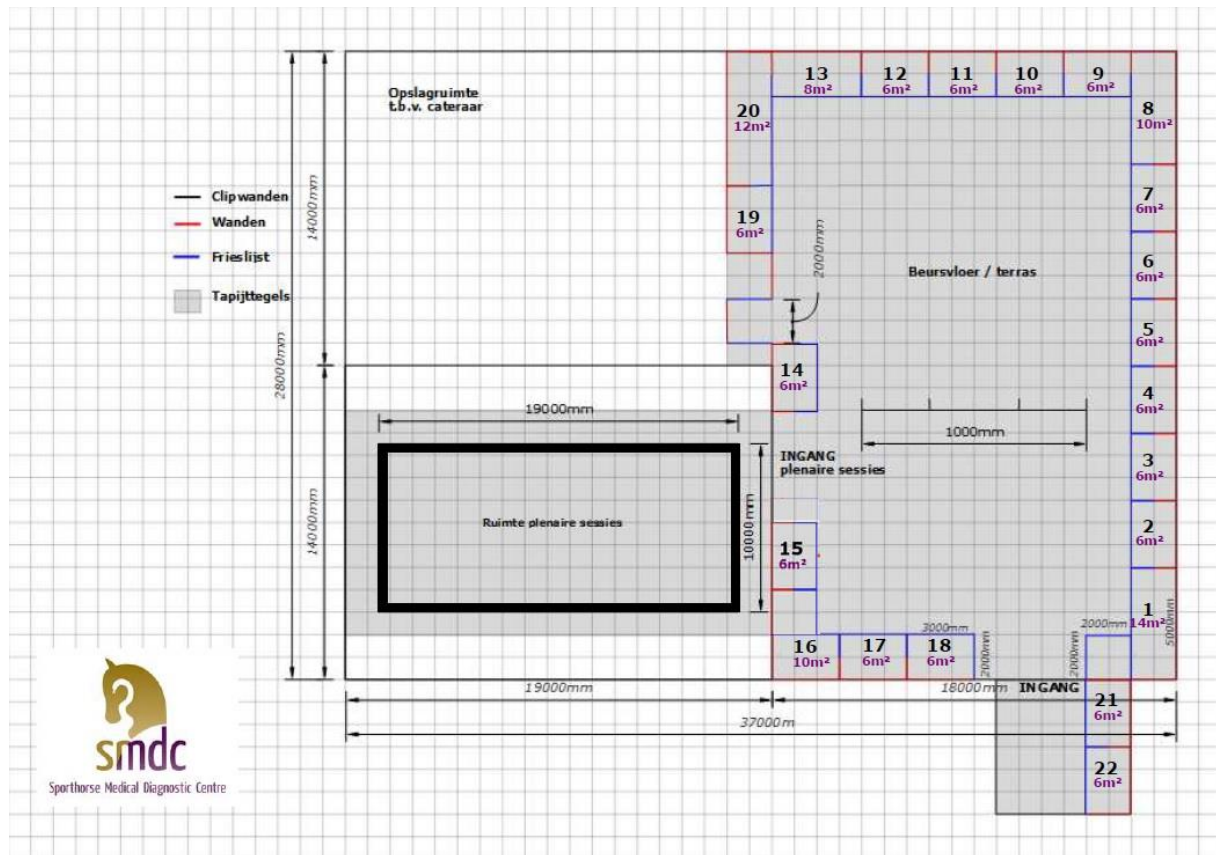 13
8m²
12
6m²
11
6m²
10
6m²
9
6m²
Opslagruimte
t.b.v. cateraar
20
12m²
8
10m²
14000mm
Clipwanden
Wanden
Frieslijst
Tapijttegels
19
6m²
7
6m²
2000mm
Beursvloer / terras
6
6m²
28000mm
5
6m²
14
6m²
4
6m²
19000mm
1000mm
INGANG
plenaire sessies
3
6m²
14000mm
Ruimte plenaire sessies
10000mm
15
6m²
2
6m²
1
14m²
5000mm
3000mm
2000mm
16
10m²
17
6m²
18
6m²
2000mm
2000mm
19000mm
18000mm
INGANG
21
6m²
37000m
22
6m²
smdc
Sporthorse Medical Diagnostic Centre